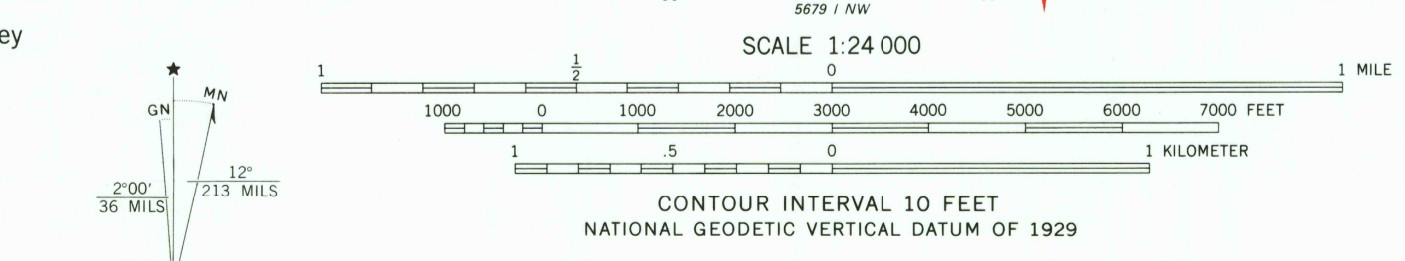 5679 I NW
ey
SCALE 1:24 000
1 1/2 0 1 MILE
1000 0 1000 2000 3000 4000 5000 6000 7000 FEET
1 .5 0 1 KILOMETER
CONTOUR INTERVAL 10 FEET
NATIONAL GEODETIC VERTICAL DATUM OF 1929
★
GN MN
2°00'
36 MILS
12°
213 MILS